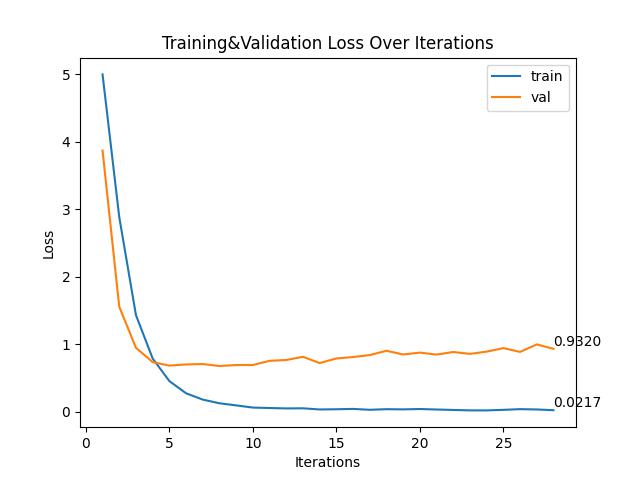 Training&Validation Loss Over Iterations
train
val
5
4
3
2
1
0
Loss
0.9320
0.0217
0 5 10 15 20 25
Iterations